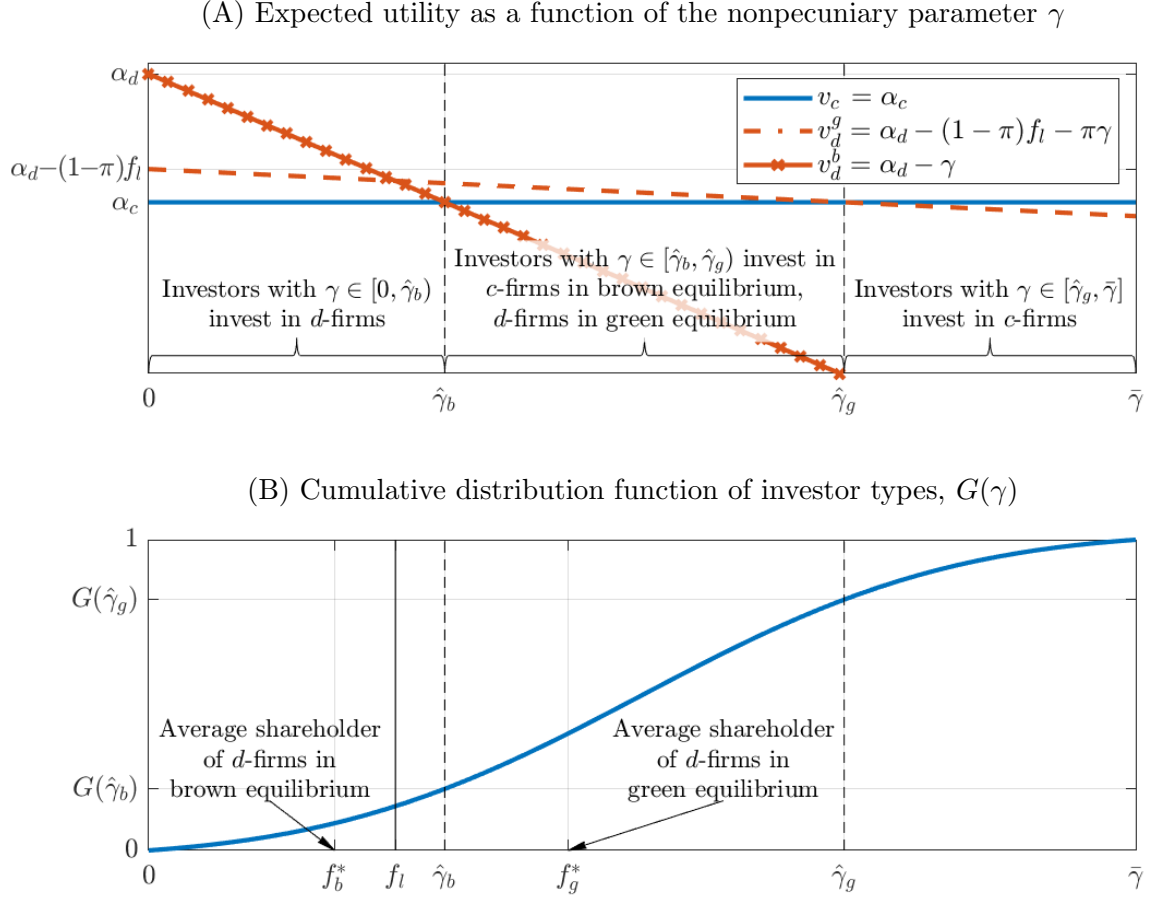 (A) Expected utility as a function of the nonpecuniary parameter γ
α_d
α_d−(1−π)f_l
α_c
v_c = α_c
v_d^g = α_d − (1 − π)f_l − πγ
v_d^b = α_d − γ
Investors with γ ∈ [0, γ̂_b)
invest in d-firms
Investors with γ ∈ [γ̂_b, γ̂_g) invest in
c-firms in brown equilibrium,
d-firms in green equilibrium
Investors with γ ∈ [γ̂_g, γ̄]
invest in c-firms
0 γ̂_b γ̂_g γ̄
(B) Cumulative distribution function of investor types, G(γ)
1
G(γ̂_g)
G(γ̂_b)
0
Average shareholder
of d-firms in
brown equilibrium
Average shareholder
of d-firms in
green equilibrium
0 f_b^* f_l γ̂_b f_g^* γ̂_g γ̄